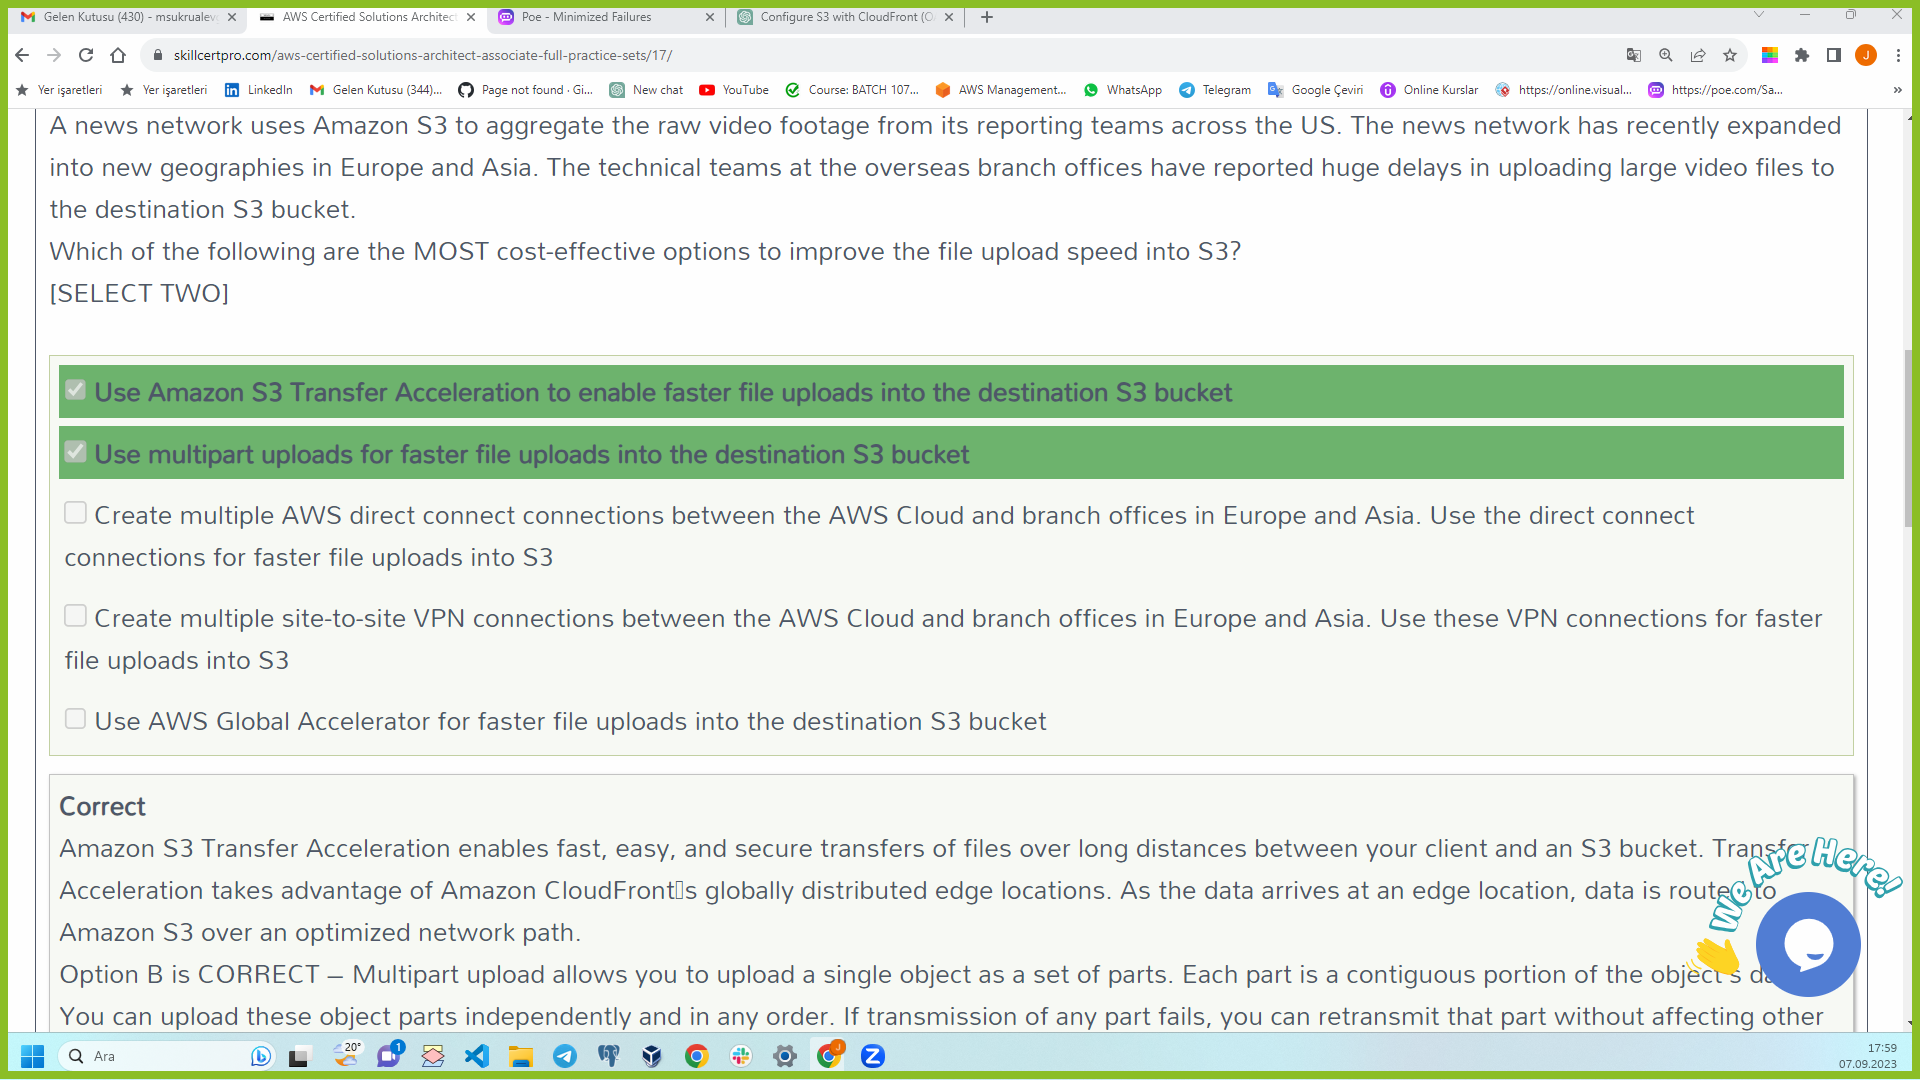 Gelen Kutusu (430) - msukrualev
AWS Certified Solutions Architect
Poe - Minimized Failures
Configure S3 with CloudFront (O
skillcertpro.com/aws-certified-solutions-architect-associate-full-practice-sets/17/
J
Yer işaretleri
Yer işaretleri
LinkedIn
Gelen Kutusu (344)...
Page not found · Gi...
New chat
YouTube
Course: BATCH 107...
AWS Management...
WhatsApp
Telegram
Google Çeviri
Online Kurslar
https://online.visual...
https://poe.com/Sa...
A news network uses Amazon S3 to aggregate the raw video footage from its reporting teams across the US. The news network has recently expanded
into new geographies in Europe and Asia. The technical teams at the overseas branch offices have reported huge delays in uploading large video files to
the destination S3 bucket.
Which of the following are the MOST cost-effective options to improve the file upload speed into S3?
[SELECT TWO]
Use Amazon S3 Transfer Acceleration to enable faster file uploads into the destination S3 bucket
Use multipart uploads for faster file uploads into the destination S3 bucket
Create multiple AWS direct connect connections between the AWS Cloud and branch offices in Europe and Asia. Use the direct connect
connections for faster file uploads into S3
Create multiple site-to-site VPN connections between the AWS Cloud and branch offices in Europe and Asia. Use these VPN connections for faster
file uploads into S3
Use AWS Global Accelerator for faster file uploads into the destination S3 bucket
Correct
Amazon S3 Transfer Acceleration enables fast, easy, and secure transfers of files over long distances between your client and an S3 bucket. Transfer
Acceleration takes advantage of Amazon CloudFront▯s globally distributed edge locations. As the data arrives at an edge location, data is routed to
Amazon S3 over an optimized network path.
Option B is CORRECT – Multipart upload allows you to upload a single object as a set of parts. Each part is a contiguous portion of the object's
You can upload these object parts independently and in any order. If transmission of any part fails, you can retransmit that part without affecting other
We Are Here!
Ara
20°
1
J
17:59
07.09.2023